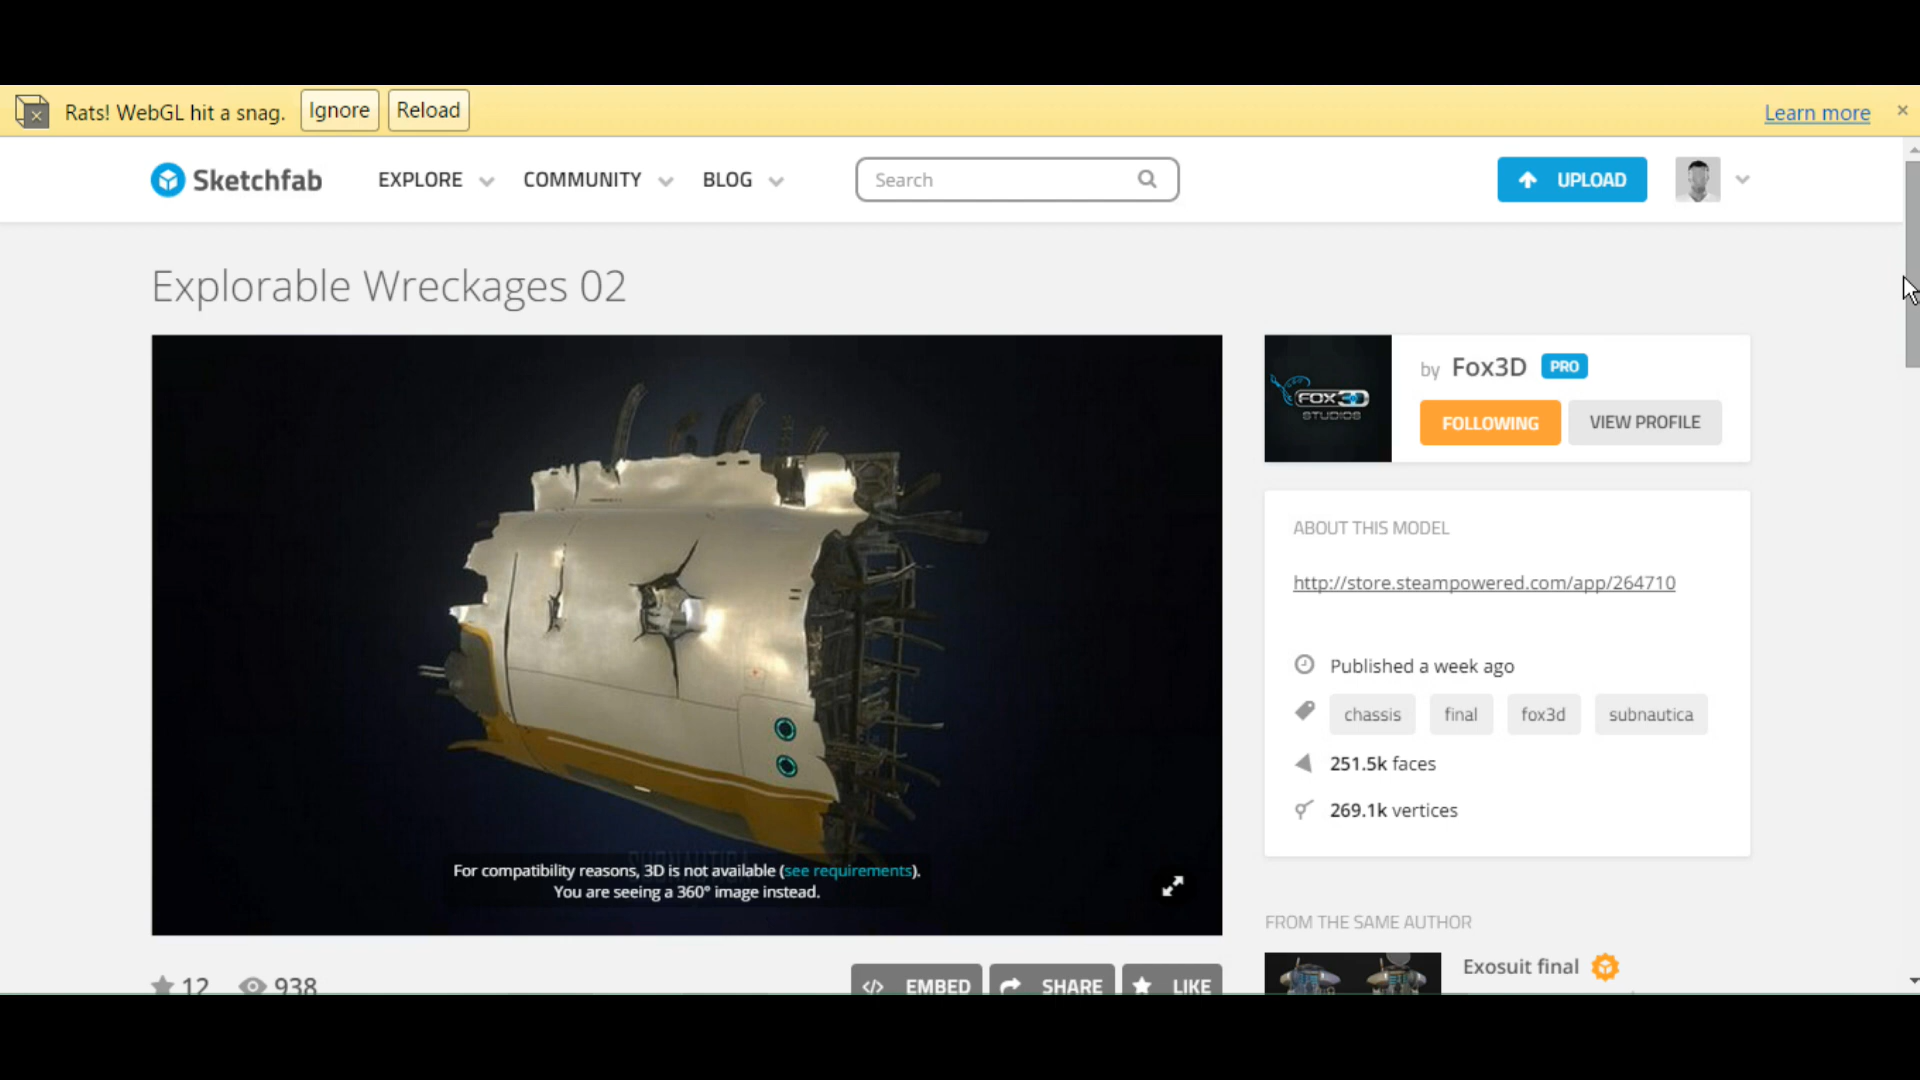 Rats! WebGL hit a snag. Ignore Reload Learn more
Sketchfab EXPLORE COMMUNITY BLOG Search UPLOAD
Explorable Wreckages 02
FOX3D
STUDIOS
by Fox3D PRO
FOLLOWING VIEW PROFILE
ABOUT THIS MODEL
http://store.steampowered.com/app/264710
Published a week ago
chassis final fox3d subnautica
251.5k faces
269.1k vertices
For compatibility reasons, 3D is not available (see requirements).
You are seeing a 360° image instead.
FROM THE SAME AUTHOR
Exosuit final
12 938 EMBED SHARE LIKE